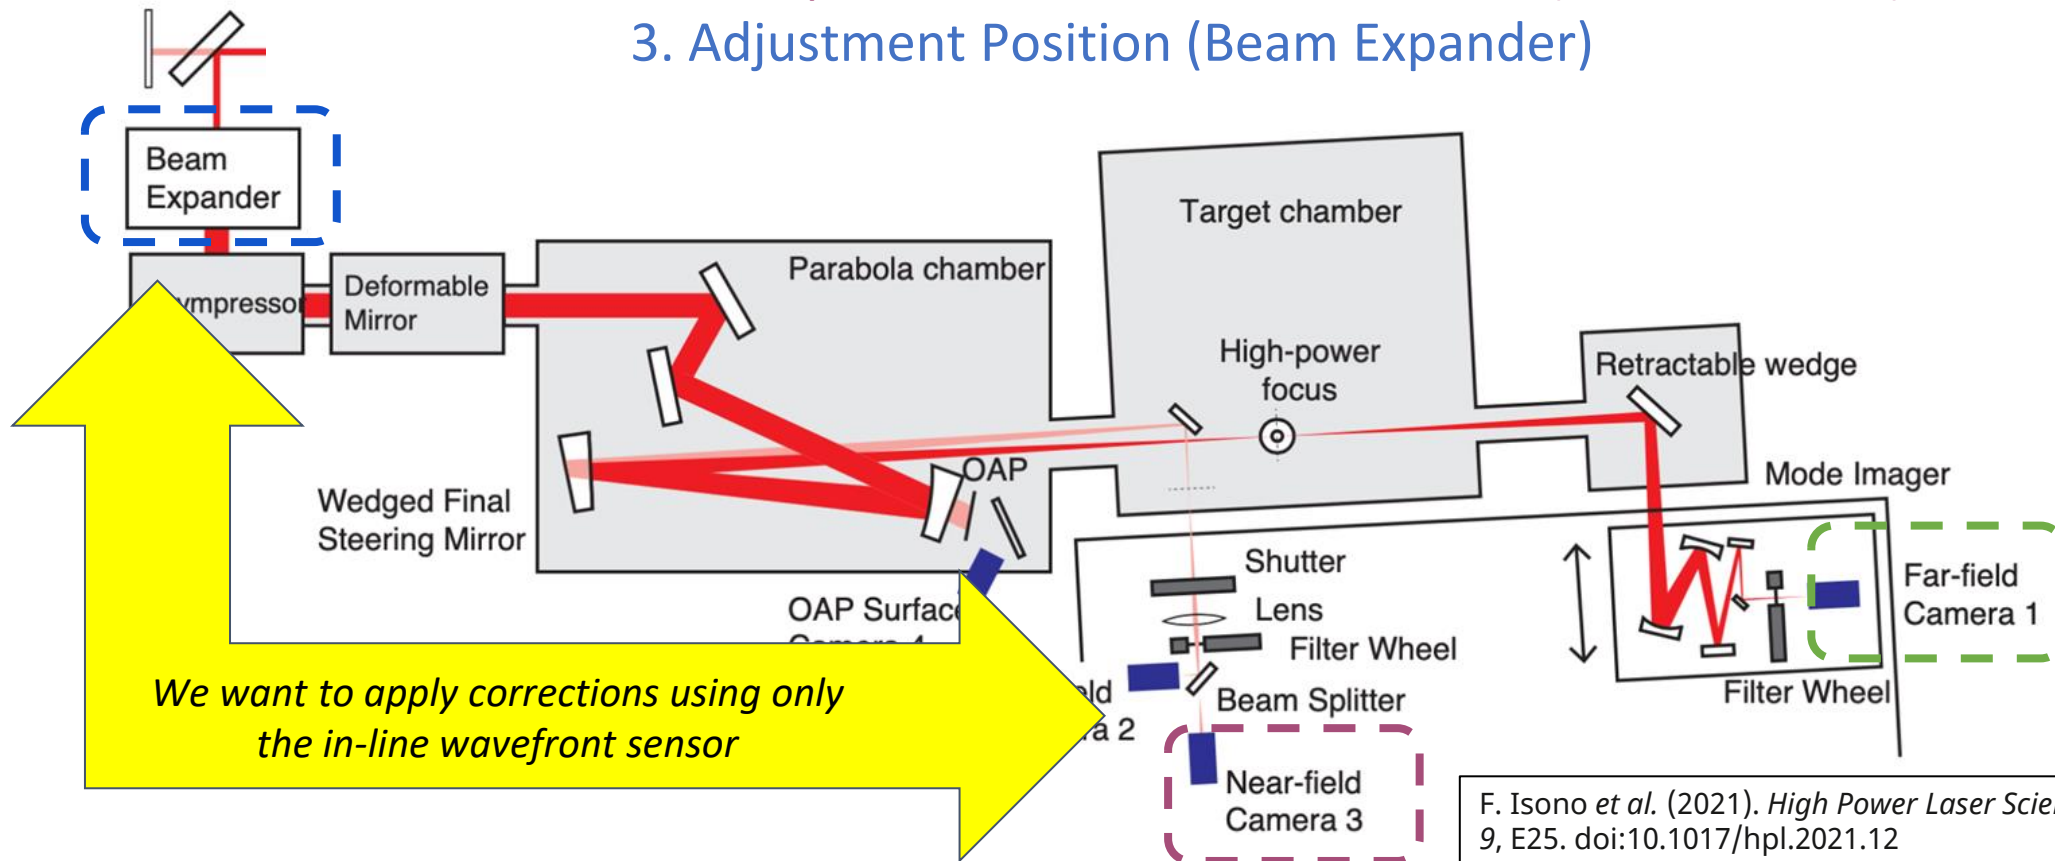 3. Adjustment Position (Beam Expander)
Beam
Expander
Target chamber
Parabola chamber
Deformable
Mirror
High-power
focus
Retractable wedge
OAP
Wedged Final
Steering Mirror
Mode Imager
Shutter
Far-field
Camera 1
OAP Surface
Lens
Filter Wheel
We want to apply corrections using only
the in-line wavefront sensor
Beam Splitter
Filter Wheel
Near-field
Camera 3
F. Isono et al. (2021). High Power Laser
9, E25. doi:10.1017/hpl.2021.12